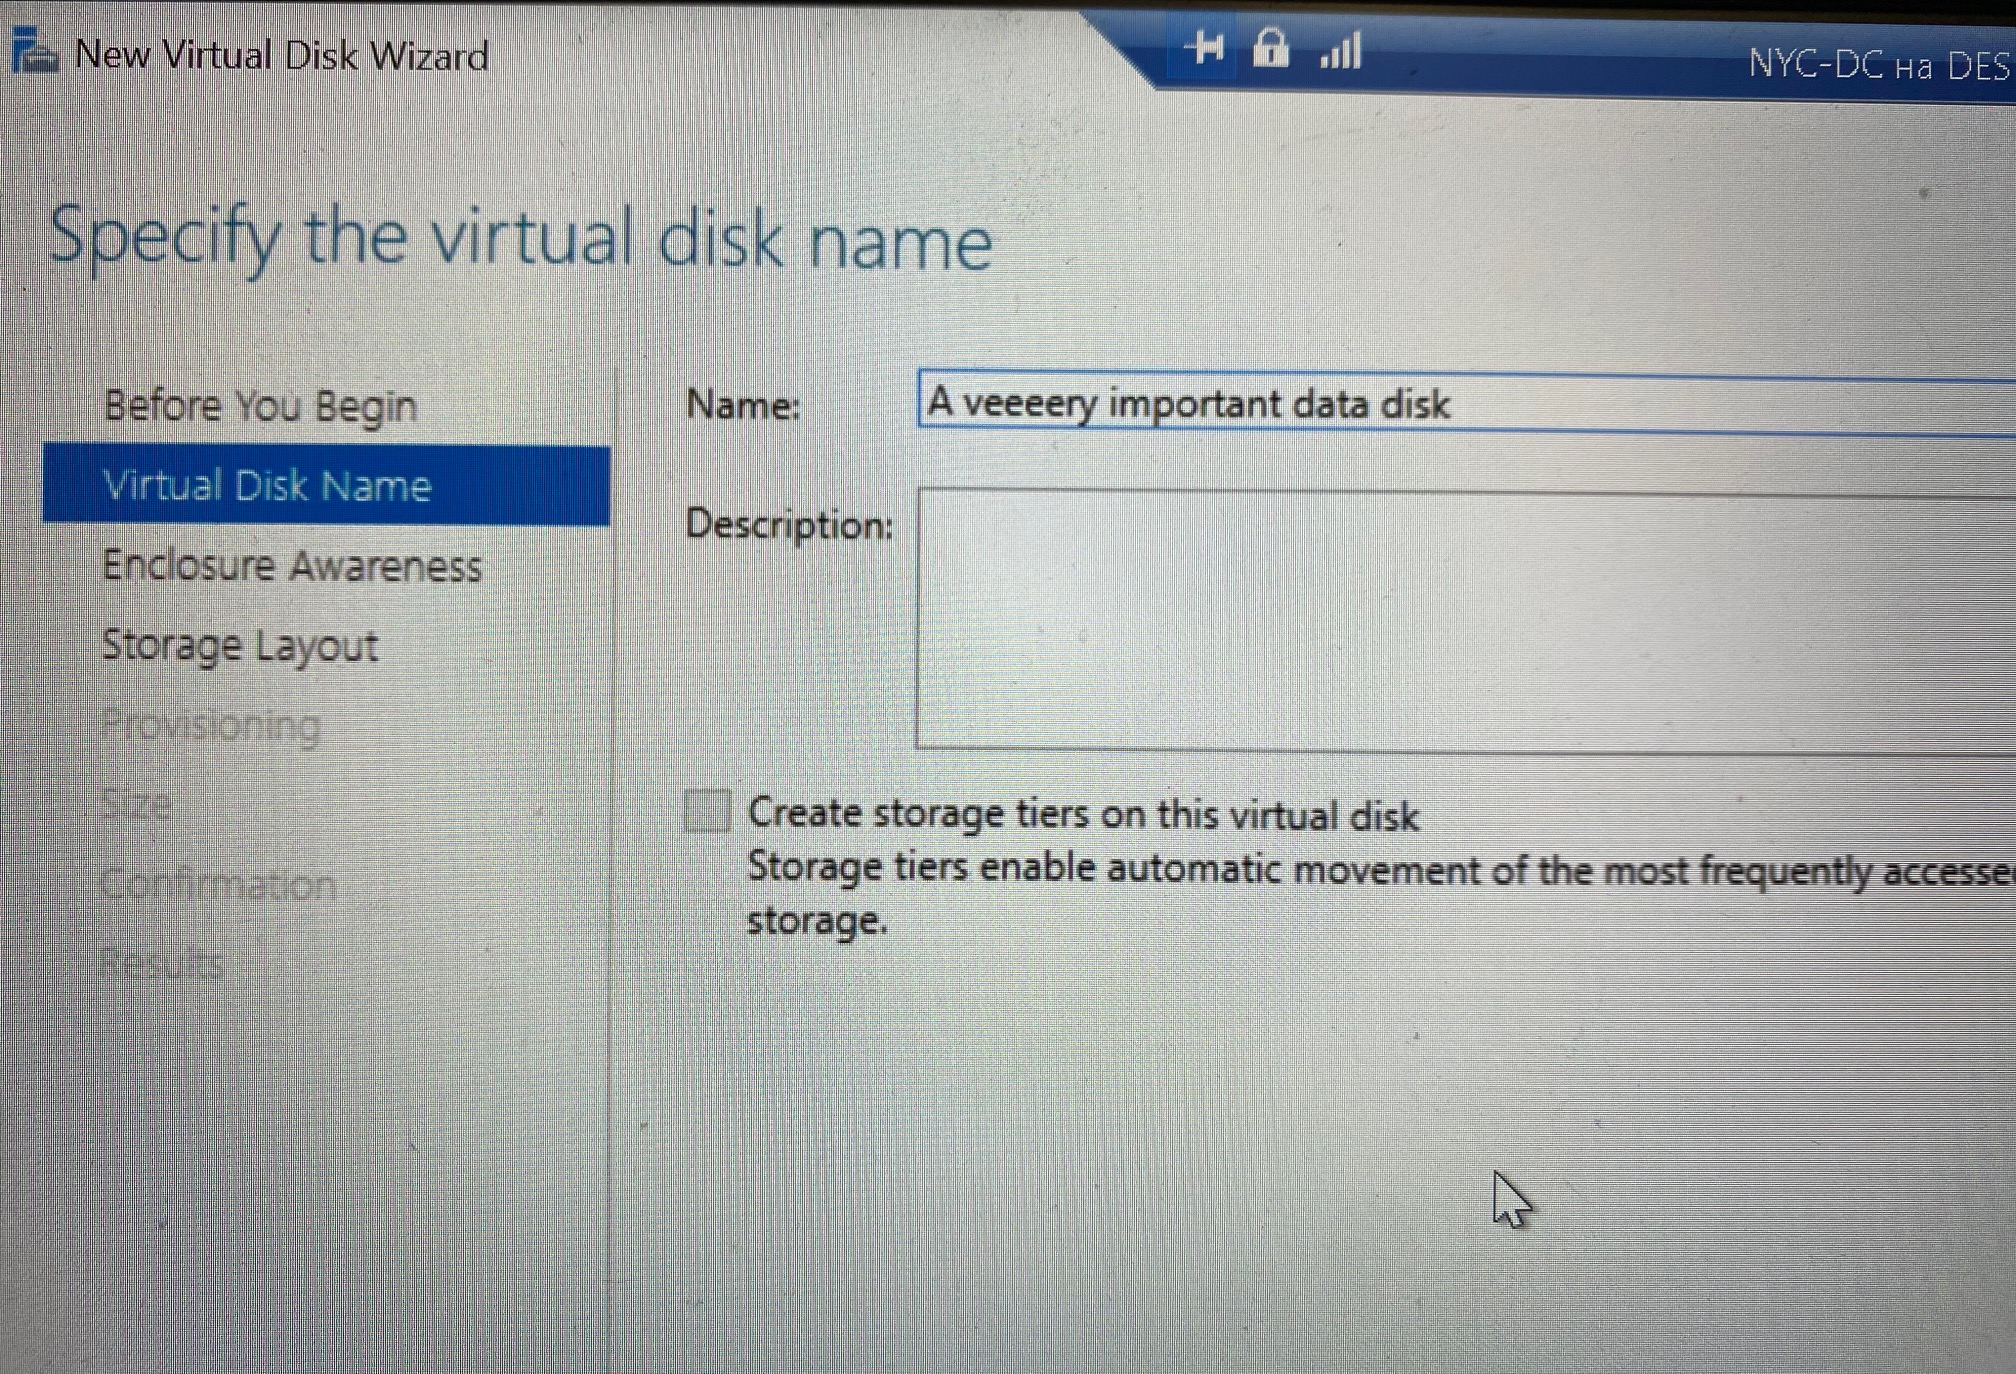 New Virtual Disk Wizard
NYC-DC на DES
Specify the virtual disk name
Before You Begin
Virtual Disk Name
Enclosure Awareness
Storage Layout
Provisioning
Size
Confirmation
Results
Name:
A veeeery important data disk
Description:
Create storage tiers on this virtual disk
Storage tiers enable automatic movement of the most frequently accessed
storage.